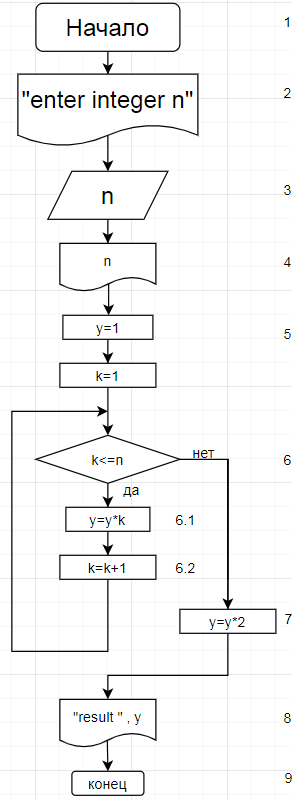 Начало 1
"enter integer n" 2
n 3
n 4
y=1 5
k=1
k<=n 6
нет
да
y=y*k 6.1
k=k+1 6.2
y=y*2 7
"result " , y 8
конец 9